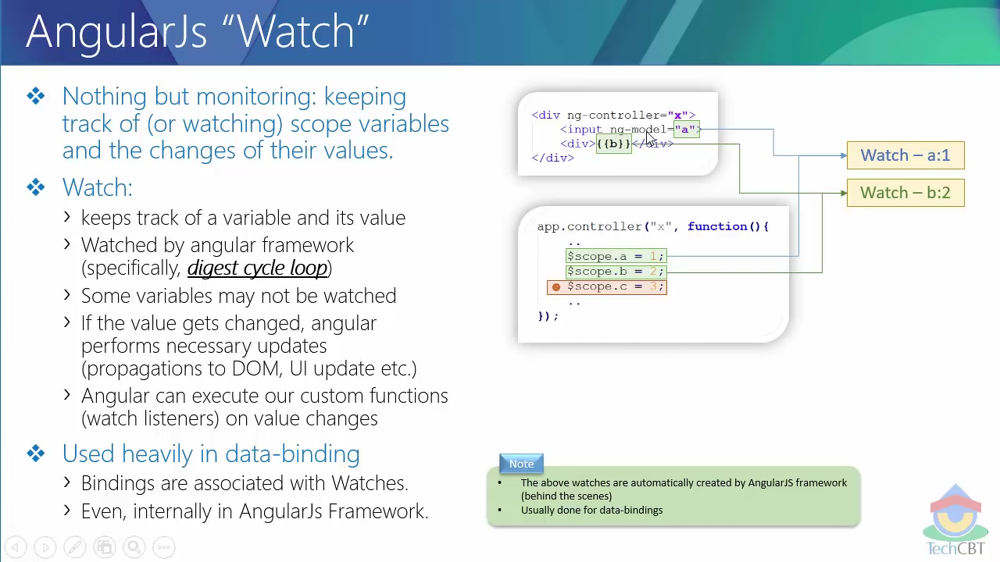 AngularJs “Watch”
Nothing but monitoring: keeping
track of (or watching) scope variables
and the changes of their values.
Watch:
keeps track of a variable and its value
Watched by angular framework
(specifically, digest cycle loop)
Some variables may not be watched
If the value gets changed, angular
performs necessary updates
(propagations to DOM, UI update etc.)
Angular can execute our custom functions
(watch listeners) on value changes
Used heavily in data-binding
Bindings are associated with Watches.
Even, internally in AngularJs Framework.
<div ng-controller="x">
<input ng-model="a">
<div>{{b}}</div>
</div>
Watch – a:1
Watch – b:2
app.controller("x", function(){
..
$scope.a = 1;
$scope.b = 2;
$scope.c = 3;
..
});
Note
The above watches are automatically created by AngularJS framework
(behind the scenes)
Usually done for data-bindings
TechCBT